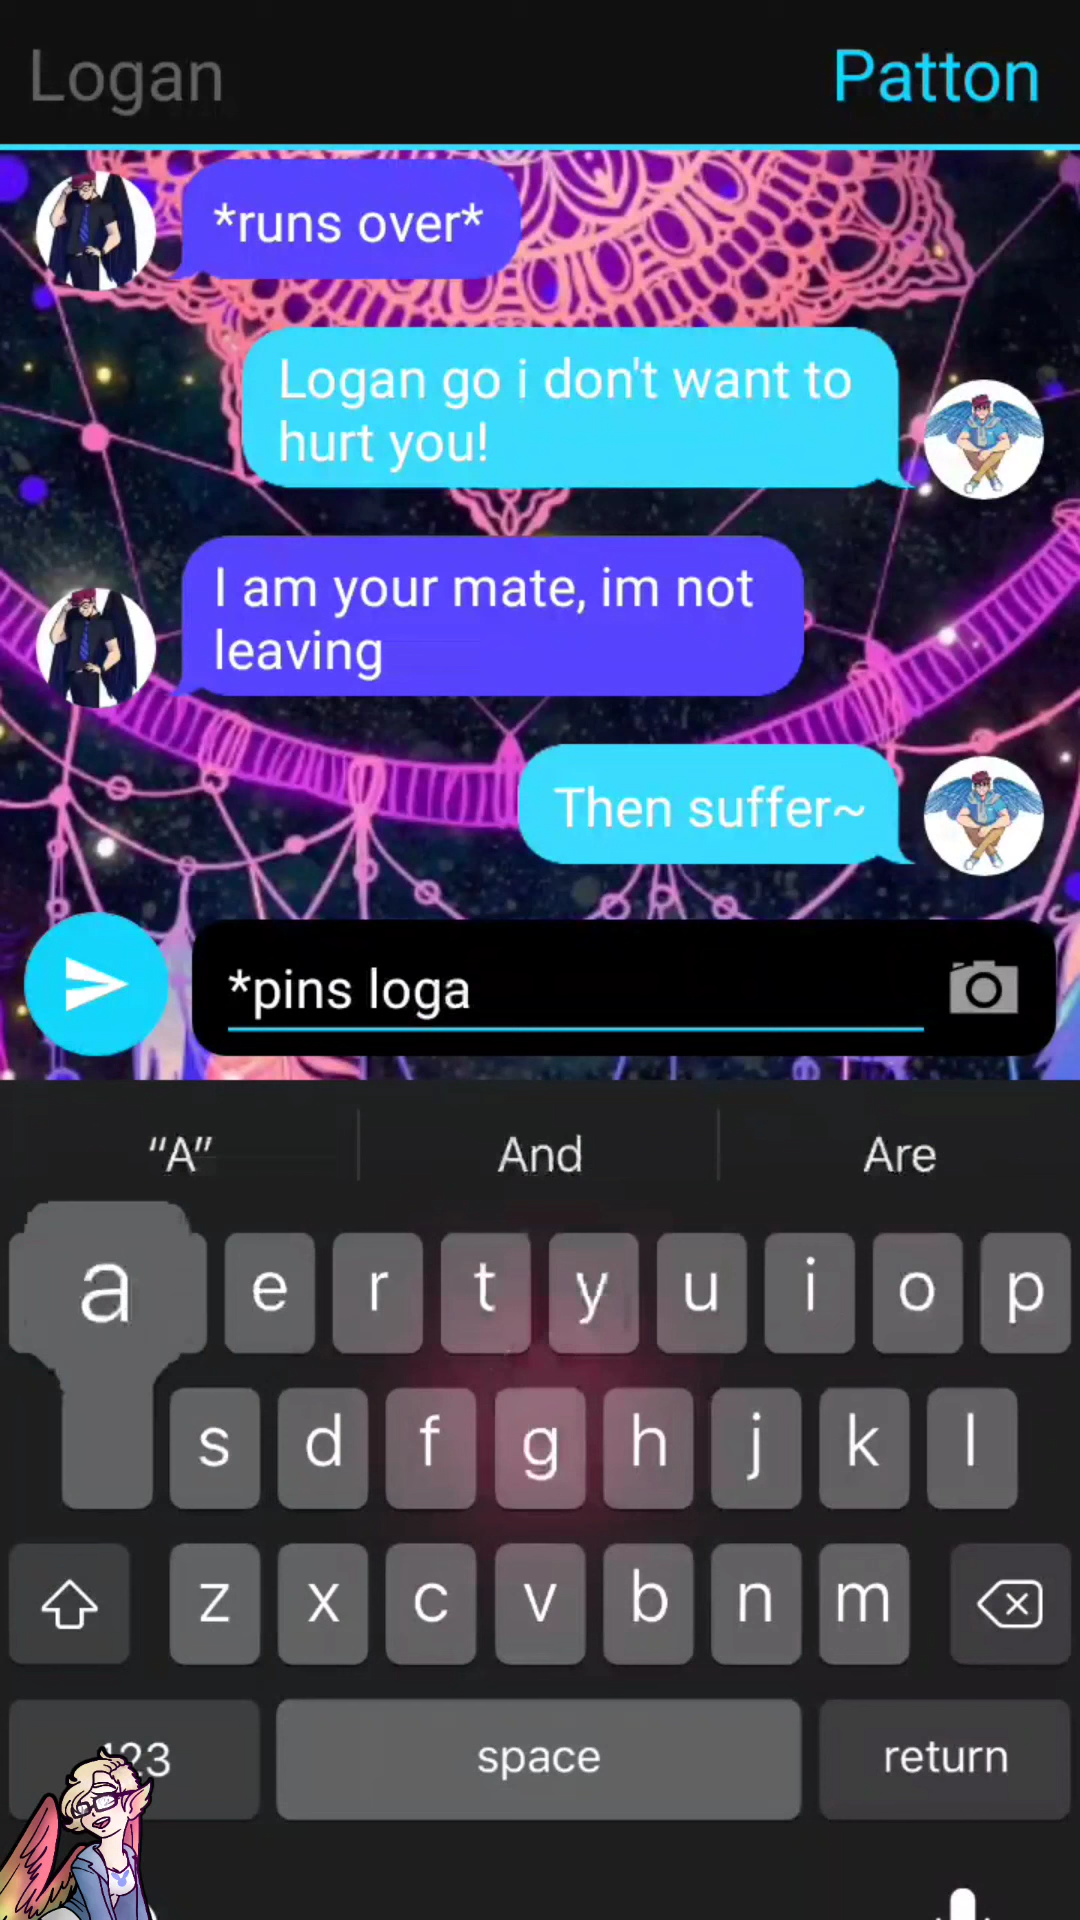 Logan Patton
*runs over*
Logan go i don't want to
hurt you!
I am your mate, im not
leaving
Then suffer~
*pins loga
“A” And Are
a e r t y u i o p
s d f g h j k l
z x c v b n m
123 space return